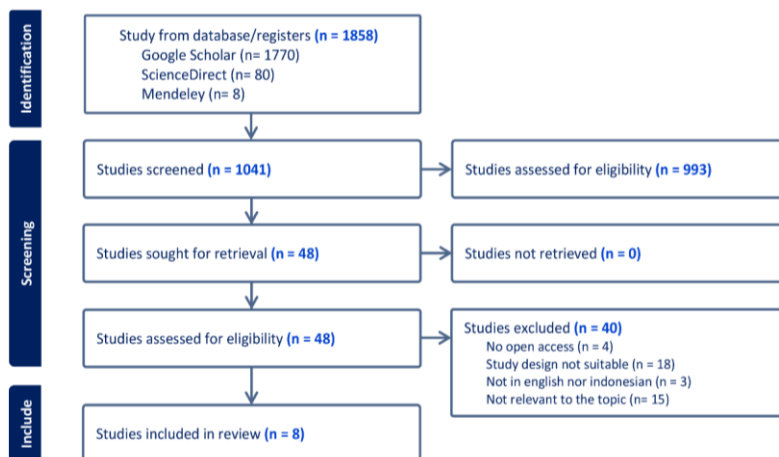 Identification
Study from database/registers (n = 1858)
Google Scholar (n= 1770)
ScienceDirect (n= 80)
Mendeley (n= 8)
Screening
Studies screened (n = 1041)
Studies assessed for eligibility (n = 993)
Studies sought for retrieval (n = 48)
Studies not retrieved (n = 0)
Studies assessed for eligibility (n = 48)
Studies excluded (n = 40)
No open access (n = 4)
Study design not suitable (n = 18)
Not in english nor indonesian (n = 3)
Not relevant to the topic (n= 15)
Include
Studies included in review (n = 8)